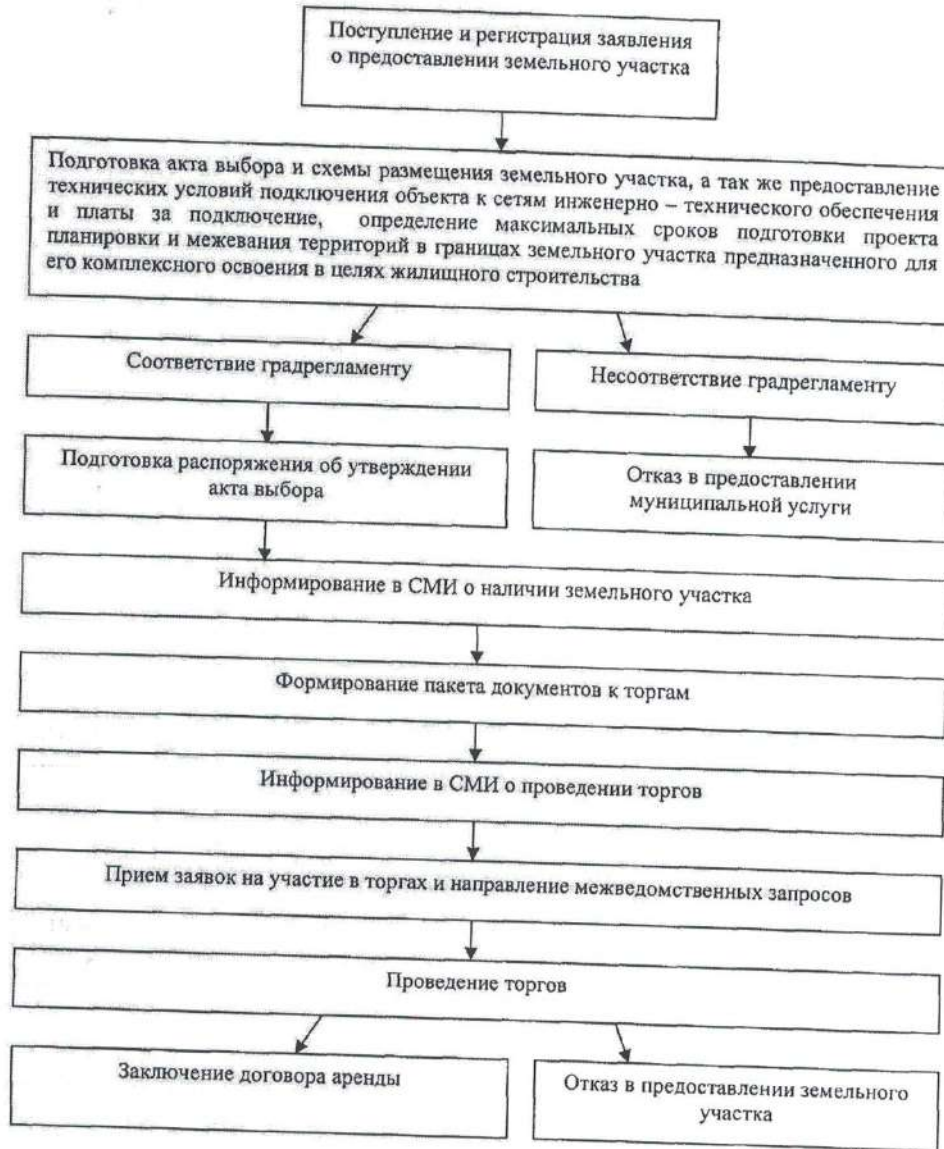 Поступление и регистрация заявления
о предоставлении земельного участка
Подготовка акта выбора и схемы размещения земельного участка, а так же предоставление
технических условий подключения объекта к сетям инженерно – технического обеспечения
и платы за подключение, определение максимальных сроков подготовки проекта
планировки и межевания территорий в границах земельного участка предназначенного для
его комплексного освоения в целях жилищного строительства
Соответствие градрегламенту
Несоответствие градрегламенту
Подготовка распоряжения об утверждении
акта выбора
Отказ в предоставлении
муниципальной услуги
Информирование в СМИ о наличии земельного участка
Формирование пакета документов к торгам
Информирование в СМИ о проведении торгов
Прием заявок на участие в торгах и направление межведомственных запросов
Проведение торгов
Заключение договора аренды
Отказ в предоставлении земельного
участка